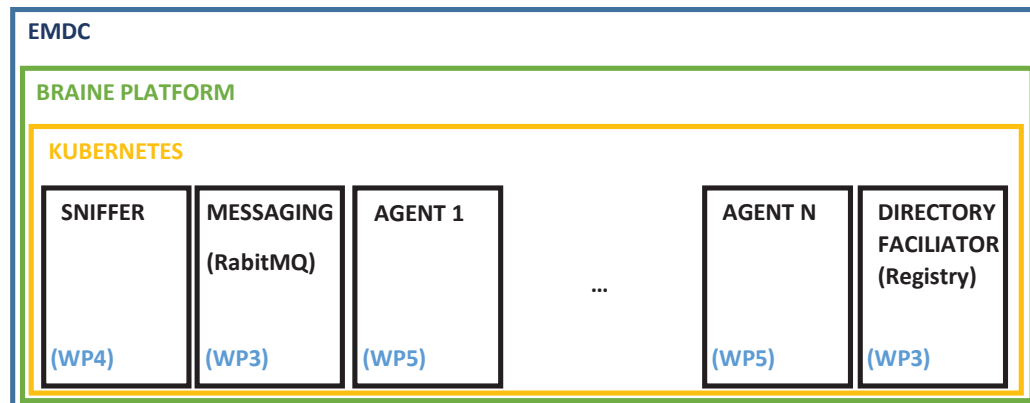 EMDC
BRAINE PLATFORM
KUBERNETES
SNIFFER
(WP4)
MESSAGING
(RabitMQ)
(WP3)
AGENT 1
(WP5)
...
AGENT N
(WP5)
DIRECTORY
FACILIATOR
(Registry)
(WP3)